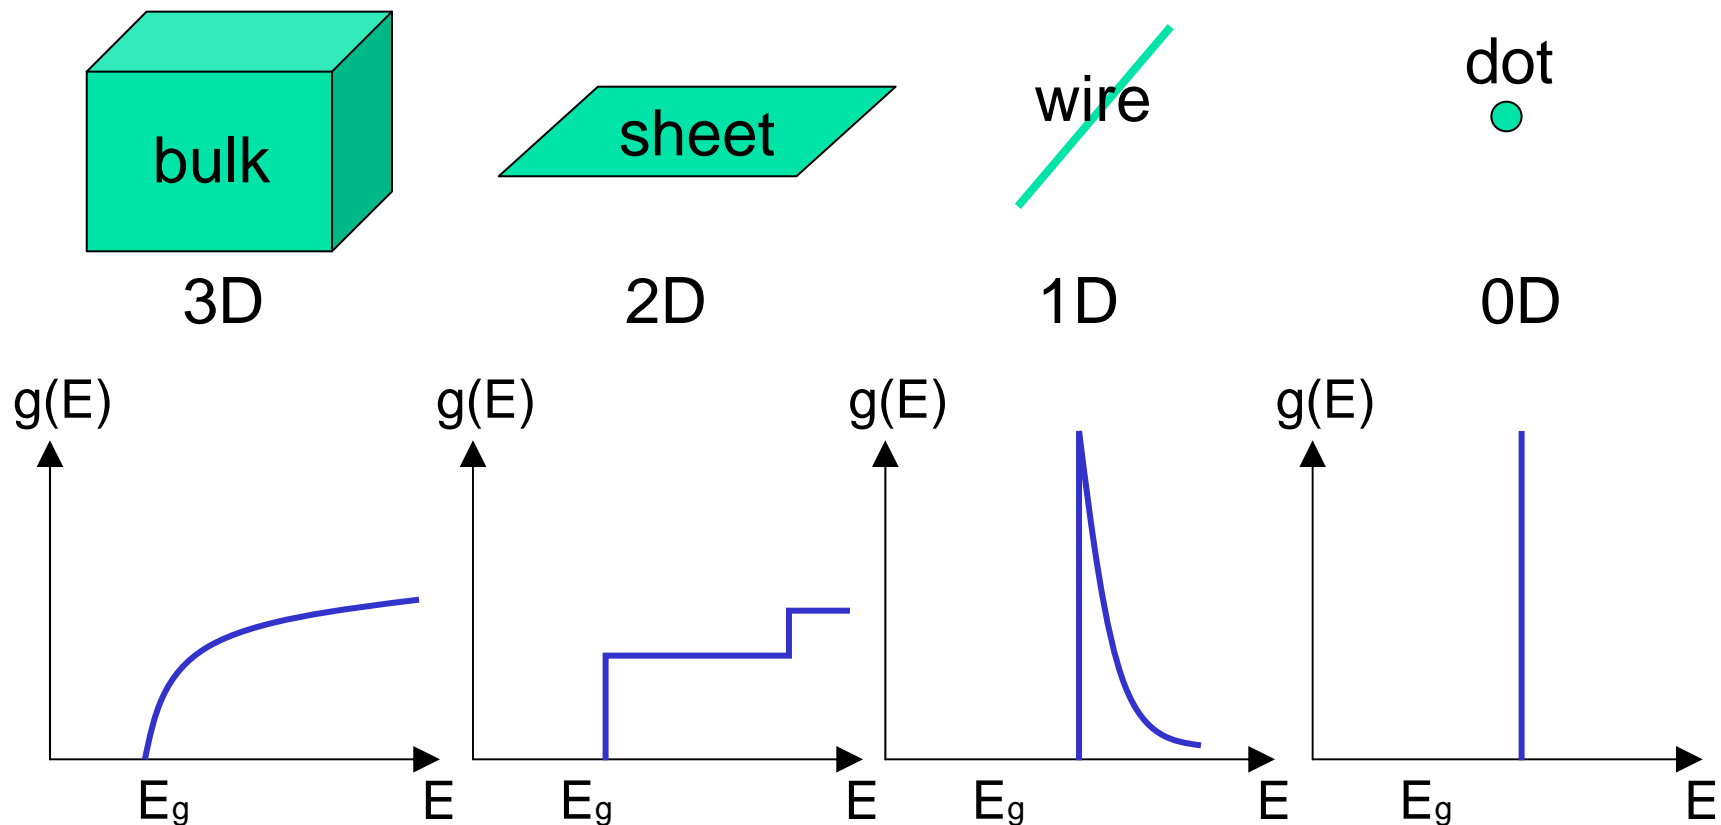 bulk sheet wire dot
3D 2D 1D 0D
g(E) g(E) g(E) g(E)
Eg E Eg E Eg E Eg E